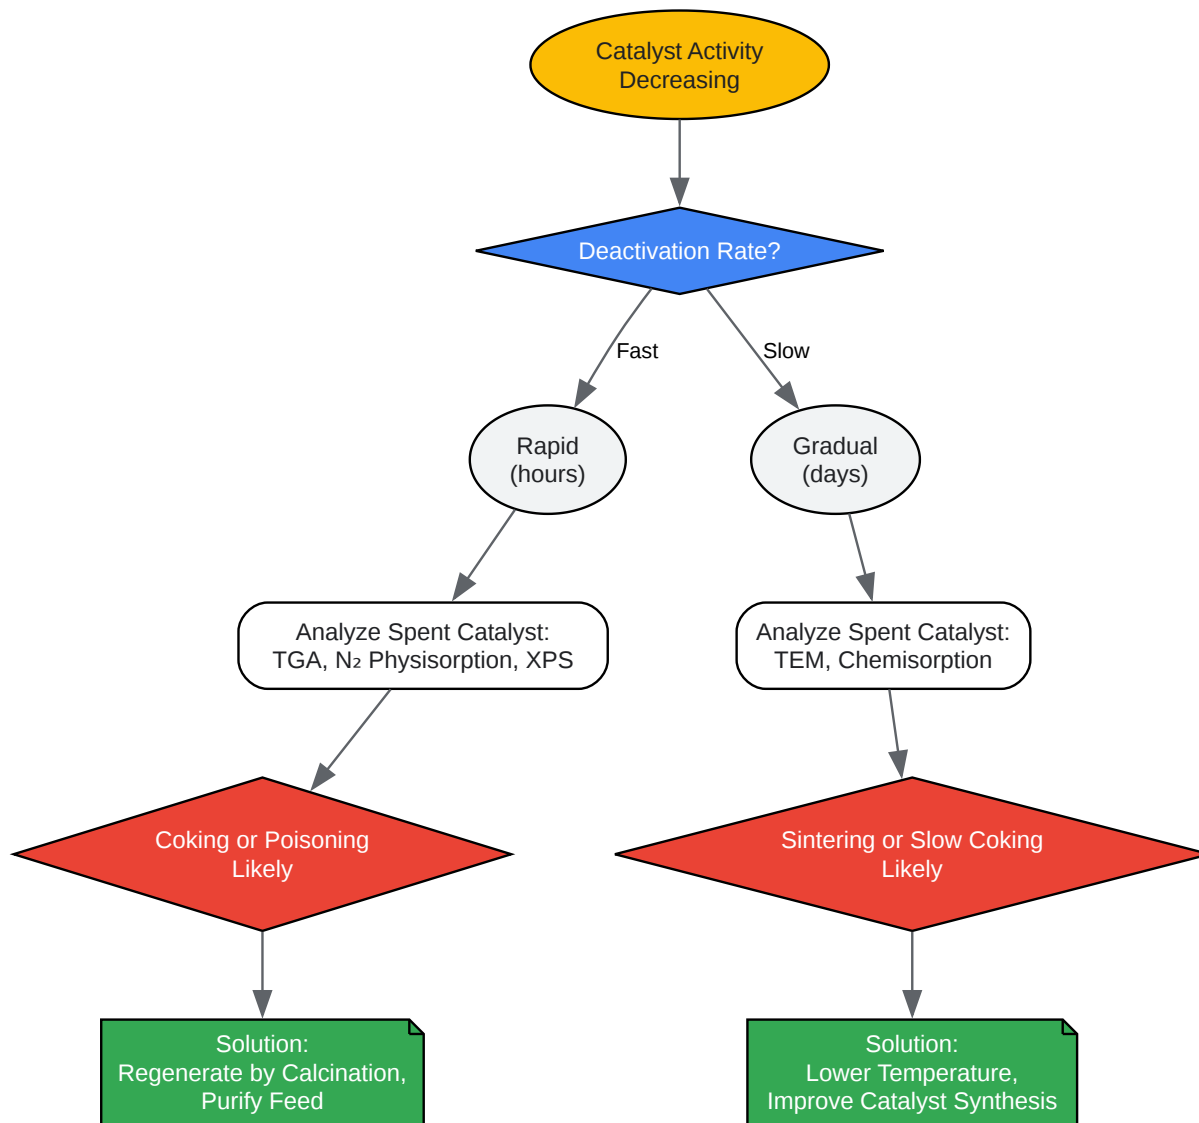 Catalyst Activity
Decreasing
Deactivation Rate?
Fast
Slow
Rapid
(hours)
Gradual
(days)
Analyze Spent Catalyst:
TGA, N₂ Physisorption, XPS
Analyze Spent Catalyst:
TEM, Chemisorption
Coking or Poisoning
Likely
Sintering or Slow Coking
Likely
Solution:
Regenerate by Calcination,
Purify Feed
Solution:
Lower Temperature,
Improve Catalyst Synthesis